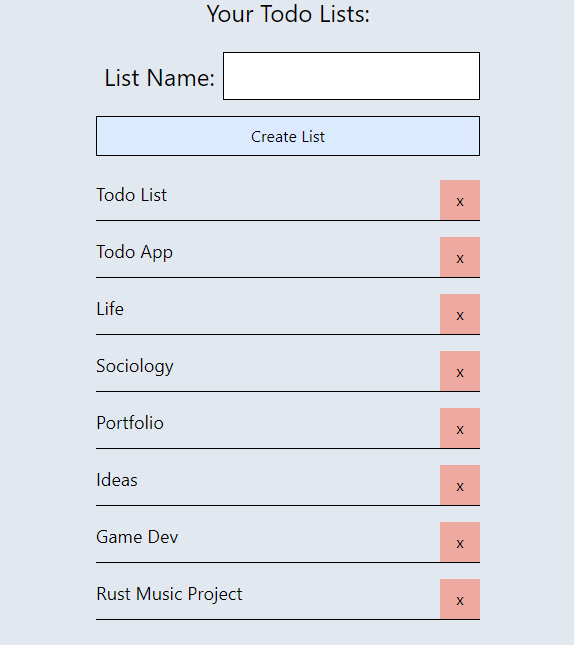 Your Todo Lists:
List Name:
Create List
Todo List x
Todo App x
Life x
Sociology x
Portfolio x
Ideas x
Game Dev x
Rust Music Project x